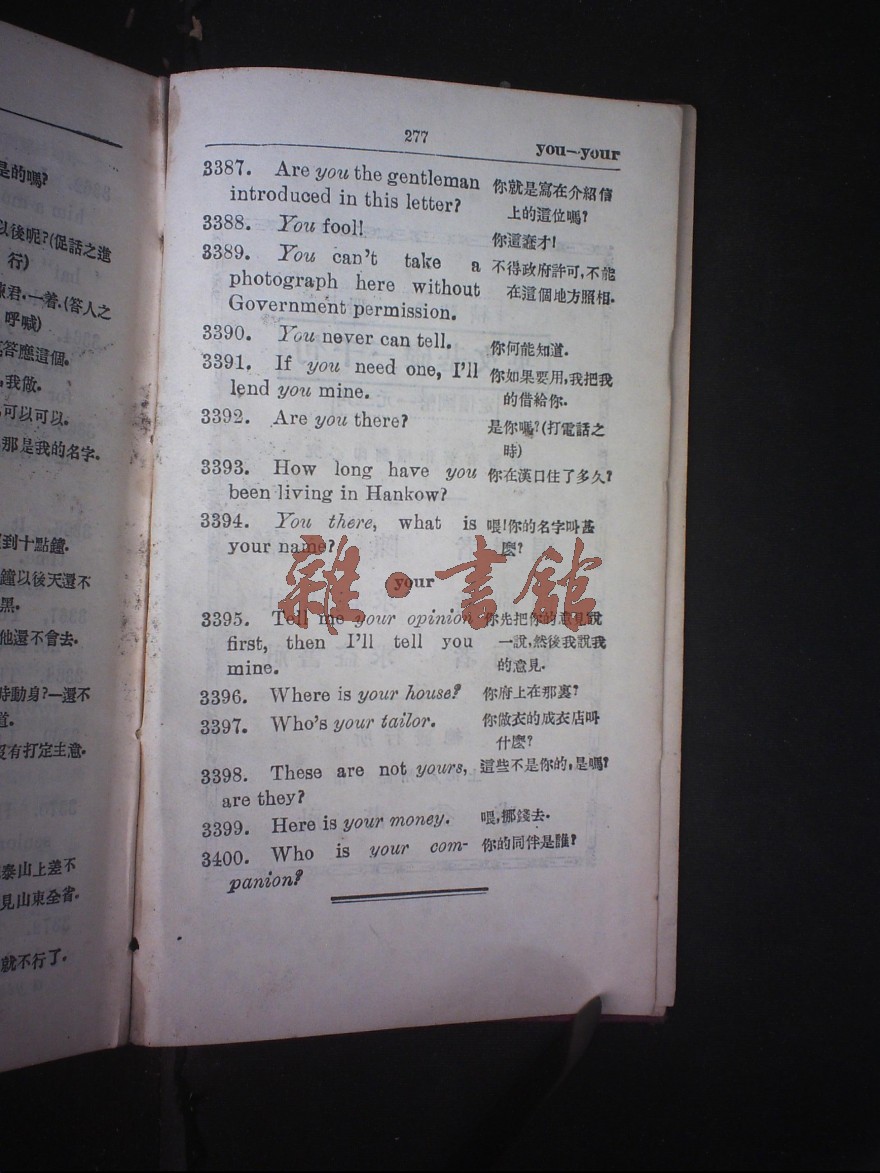 是的嗎?
以後呢?(促話之進
行)
陳君.一著.(答人之
呼喊)
答應這個.
我做.
可以可以.
那是我的名字.
到十點鐘.
鐘以後天還不
黑.
他還不會去.
時動身?—還不
道.
沒有打定主意.
泰山上差不
見山東全省.
就不行了.
277
you—your
3387. Are you the gentleman
introduced in this letter?
你就是寫在介紹信
上的這位嗎?
3388. You fool!
你這蠢才!
3389. You can't take a
photograph here without
Government permission.
不得政府許可,不能
在這個地方照相.
3390. You never can tell.
你何能知道.
3391. If you need one, I'll
lend you mine.
你如果要用,我把我
的借給你.
3392. Are you there?
是你嗎?(打電話之
時)
3393. How long have you
been living in Hankow?
你在漢口住了多久?
3394. You there, what is
your name?
喂!你的名字叫甚
麼?
your
雜·書館
3395. Tell me your opinion
first, then I'll tell you
mine.
你先把你的意見說
一說,然後我說我
的意見.
3396. Where is your house?
你府上在那裏?
3397. Who's your tailor.
你做衣的成衣店叫
什麼?
3398. These are not yours,
are they?
這些不是你的,是嗎?
3399. Here is your money.
喂,挪錢去.
3400. Who is your com-
panion?
你的同伴是誰?